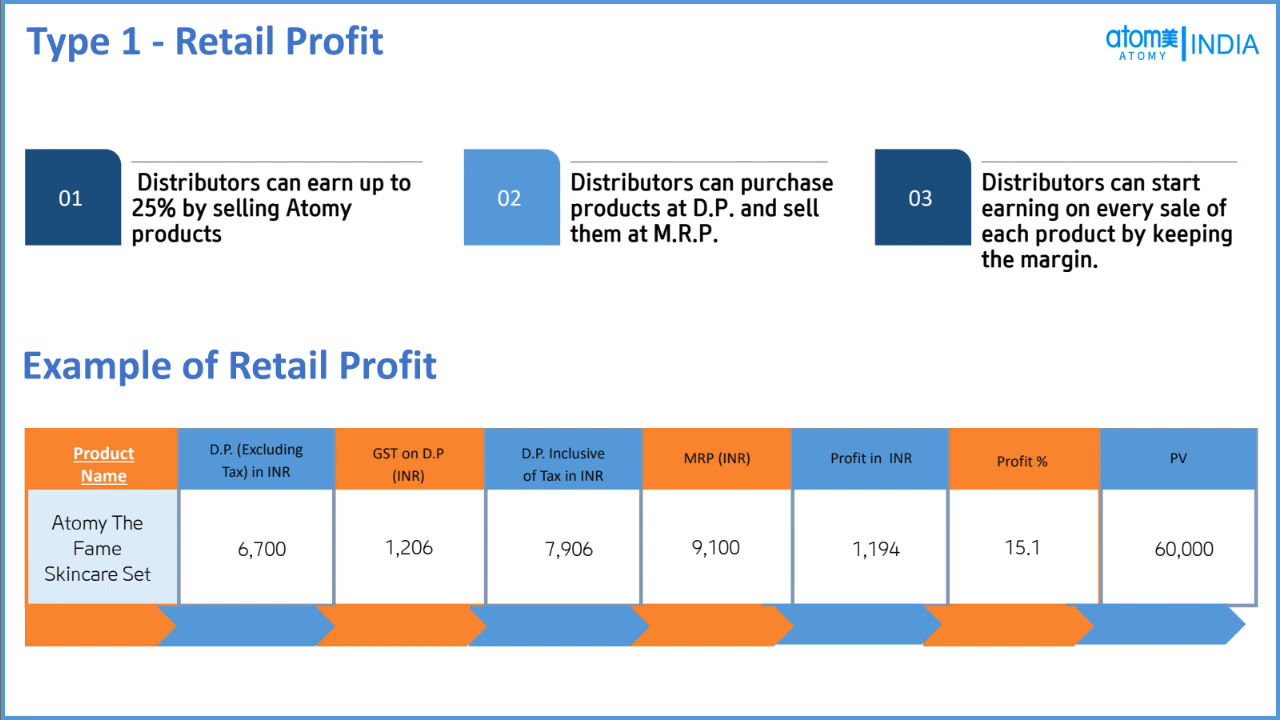 Type 1 - Retail Profit
atom美
ATOMY
INDIA
01
Distributors can earn up to
25% by selling Atomy
products
02
Distributors can purchase
products at D.P. and sell
them at M.R.P.
03
Distributors can start
earning on every sale of
each product by keeping
the margin.
Example of Retail Profit
Product
Name
D.P. (Excluding
Tax) in INR
GST on D.P
(INR)
D.P. Inclusive
of Tax in INR
MRP (INR)
Profit in INR
Profit %
PV
Atomy The
Fame
Skincare Set
6,700
1,206
7,906
9,100
1,194
15.1
60,000